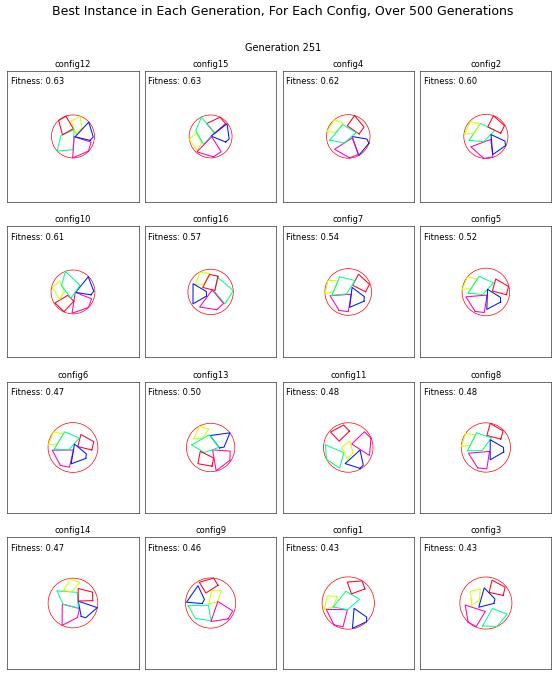 Best Instance in Each Generation, For Each Config, Over 500 Generations
Generation 251
config12
config15
config4
config2
Fitness: 0.63
Fitness: 0.63
Fitness: 0.62
Fitness: 0.60
config10
config16
config7
config5
Fitness: 0.61
Fitness: 0.57
Fitness: 0.54
Fitness: 0.52
config6
config13
config11
config8
Fitness: 0.47
Fitness: 0.50
Fitness: 0.48
Fitness: 0.48
config14
config9
config1
config3
Fitness: 0.47
Fitness: 0.46
Fitness: 0.43
Fitness: 0.43